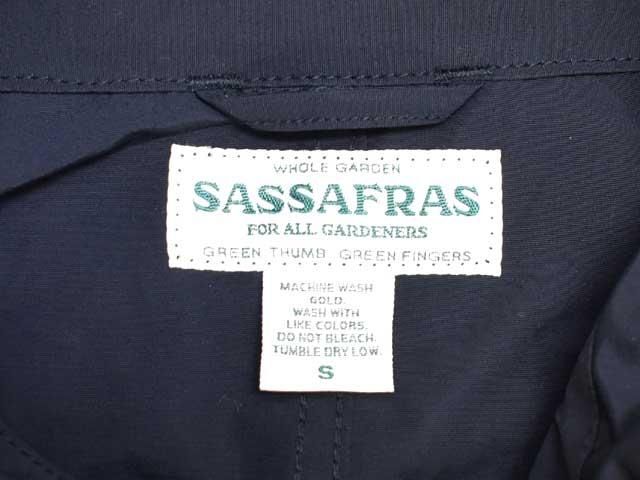 WHOLE GARDEN
SASSAFRAS
FOR ALL GARDENERS
GREEN THUMB GREEN FINGERS
MACHINE WASH
GOLD.
WASH WITH
LIKE COLORS.
DO NOT BLEACH.
TUMBLE DRY LOW.
S